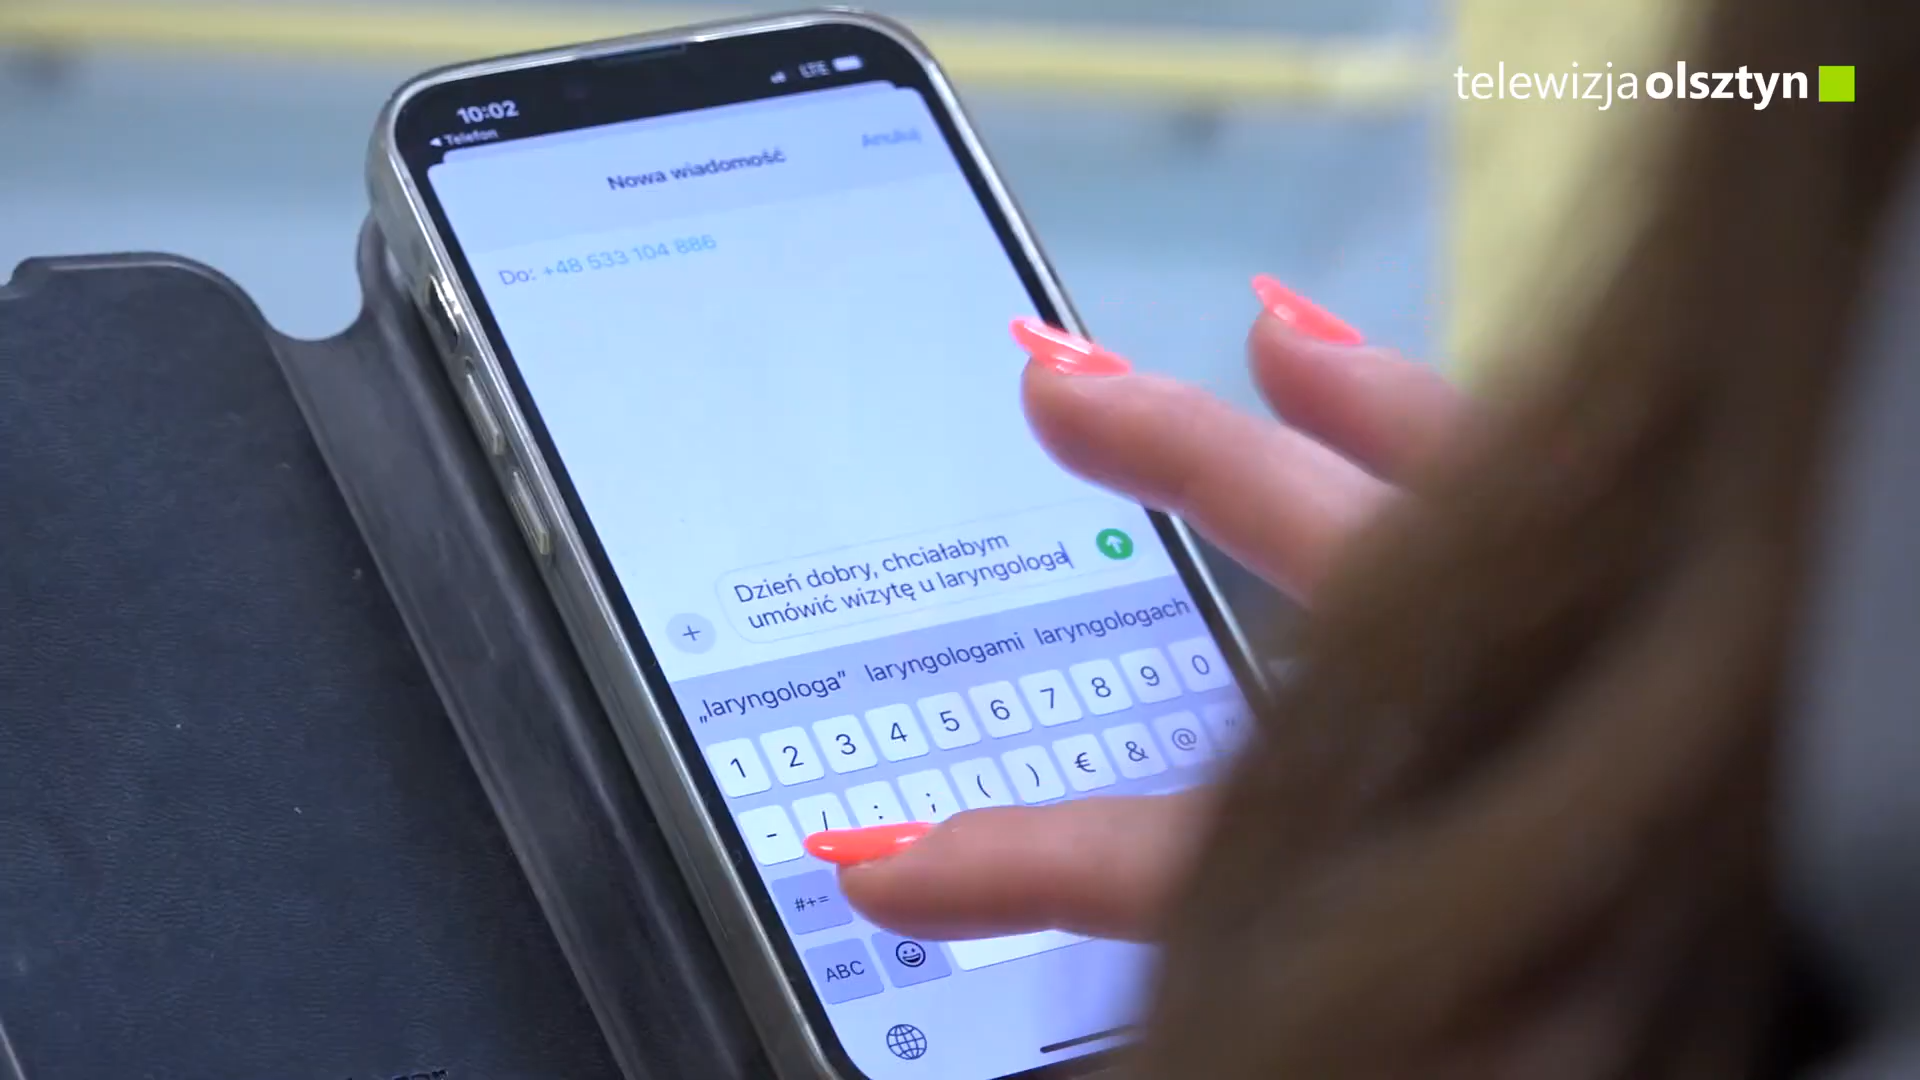 telewizjaolsztyn
10:02
LTE
Telefon
Nowa wiadomość
Anuluj
Do: +48 533 104 886
Dzień dobry, chciałabym
umówić wizytę u laryngologa
+
„laryngologa” laryngologami laryngologach
1 2 3 4 5 6 7 8 9 0
- / : ; ( ) € & @ "
#+=
ABC